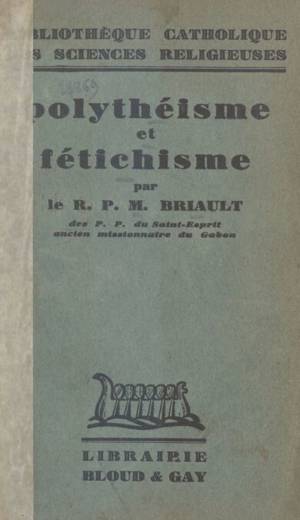 BIBLIOTHÈQUE CATHOLIQUE
ES SCIENCES RELIGIEUSES
polythéisme
et
fétichisme
par
le R. P. M. BRIAULT
des P. P. du Saint-Esprit
ancien missionnaire du Gabon
LIBRAIRIE
BLOUD & GAY